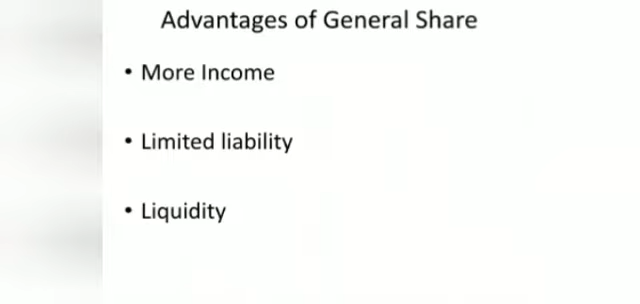 Advantages of General Share
• More Income
• Limited liability
• Liquidity